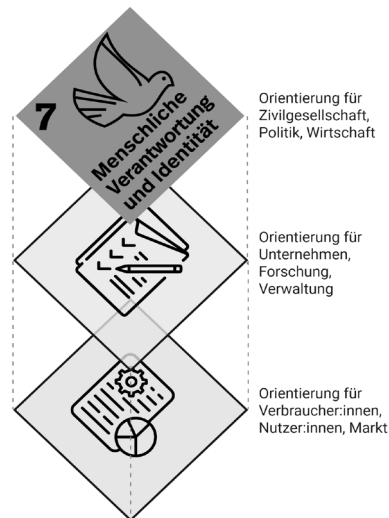 7
Menschliche
Verantwortung
und Identität
Orientierung für
Zivilgesellschaft,
Politik, Wirtschaft
Orientierung für
Unternehmen,
Forschung,
Verwaltung
Orientierung für
Verbraucher:innen,
Nutzer:innen, Markt